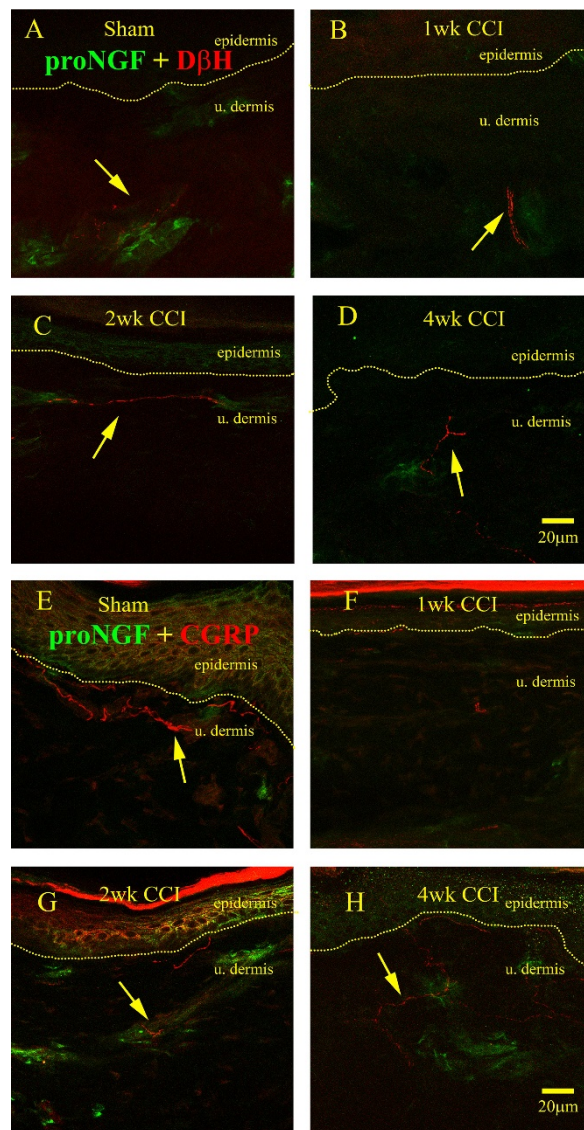 A
Sham
proNGF + DβH
epidermis
u. dermis
B
1wk CCI
epidermis
u. dermis
C
2wk CCI
epidermis
u. dermis
D
4wk CCI
epidermis
u. dermis
20µm
E
Sham
proNGF + CGRP
epidermis
u. dermis
F
1wk CCI
epidermis
u. dermis
G
2wk CCI
epidermis
u. dermis
H
4wk CCI
epidermis
u. dermis
20µm